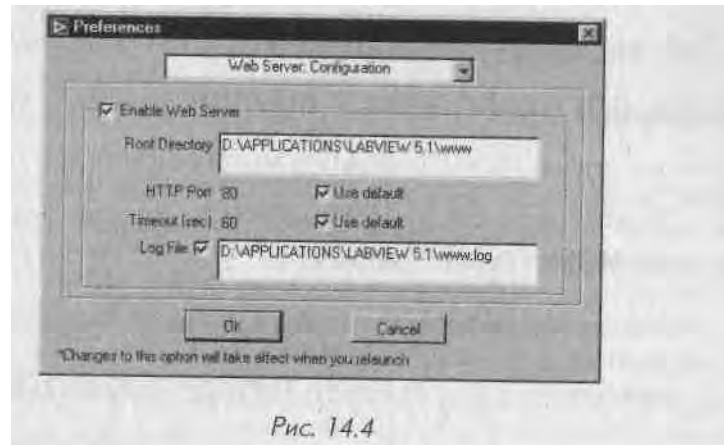 Preferences
Web Server: Configuration
Enable Web Server
Root Directory D:\APPLICATIONS\LABVIEW 5.1\www
HTTP Port 80 Use default
Timeout (sec) 60 Use default
Log File D:\APPLICATIONS\LABVIEW 5.1\www.log
OK Cancel
*Changes to this option will take effect when you relaunch
Рис. 14.4